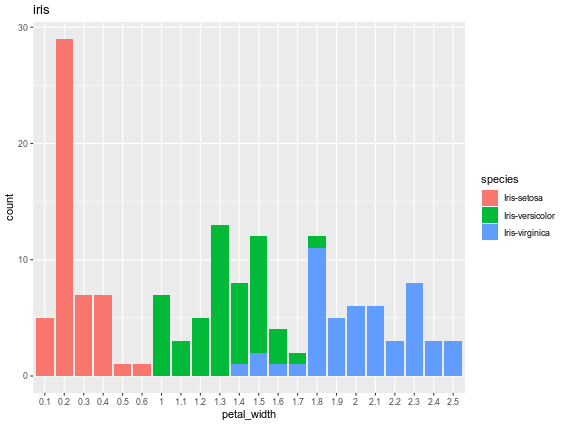 iris
30
20
10
0
count
0.1 0.2 0.3 0.4 0.5 0.6 1 1.1 1.2 1.3 1.4 1.5 1.6 1.7 1.8 1.9 2 2.1 2.2 2.3 2.4 2.5
petal_width
species
Iris-setosa
Iris-versicolor
Iris-virginica